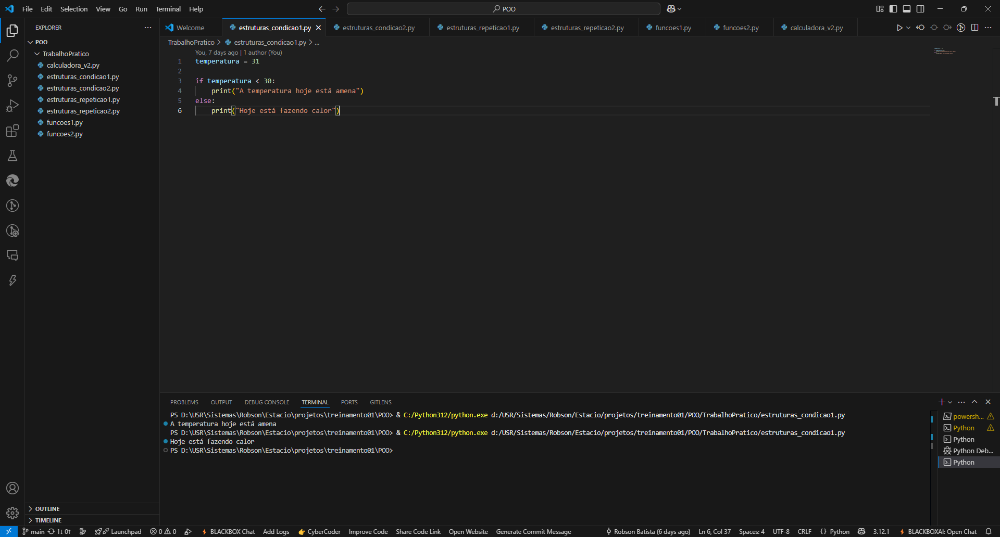 File Edit Selection View Go Run Terminal Help
POO
EXPLORER
POO
TrabalhoPratico
calculadora_v2.py
estruturas_condicao1.py
estruturas_condicao2.py
estruturas_repeticao1.py
estruturas_repeticao2.py
funcoes1.py
funcoes2.py
OUTLINE
TIMELINE
Welcome estruturas_condicao1.py estruturas_condicao2.py estruturas_repeticao1.py estruturas_repeticao2.py funcoes1.py funcoes2.py calculadora_v2.py
TrabalhoPratico > estruturas_condicao1.py > ...
You, 7 days ago | 1 author (You)
1 temperatura = 31
2
3 if temperatura < 30:
4 print("A temperatura hoje está amena")
5 else:
6 print("Hoje está fazendo calor")
PROBLEMS OUTPUT DEBUG CONSOLE TERMINAL PORTS GITLENS
PS D:\USR\Sistemas\Robson\Estacio\projetos\treinamento01\POO> & C:/Python312/python.exe d:/USR/Sistemas/Robson/Estacio/projetos/treinamento01/POO/TrabalhoPratico/estruturas_condicao1.py
A temperatura hoje está amena
PS D:\USR\Sistemas\Robson\Estacio\projetos\treinamento01\POO> & C:/Python312/python.exe d:/USR/Sistemas/Robson/Estacio/projetos/treinamento01/POO/TrabalhoPratico/estruturas_condicao1.py
Hoje está fazendo calor
PS D:\USR\Sistemas\Robson\Estacio\projetos\treinamento01\POO>
powersh...
Python
Python
Python Deb...
Python
main 1↓ 0↑ Launchpad 0 0 BLACKBOX Chat Add Logs CyberCoder Improve Code Share Code Link Open Website Generate Commit Message Robson Batista (6 days ago) Ln 6, Col 37 Spaces: 4 UTF-8 CRLF {} Python 3.12.1 BLACKBOXAI: Open Chat